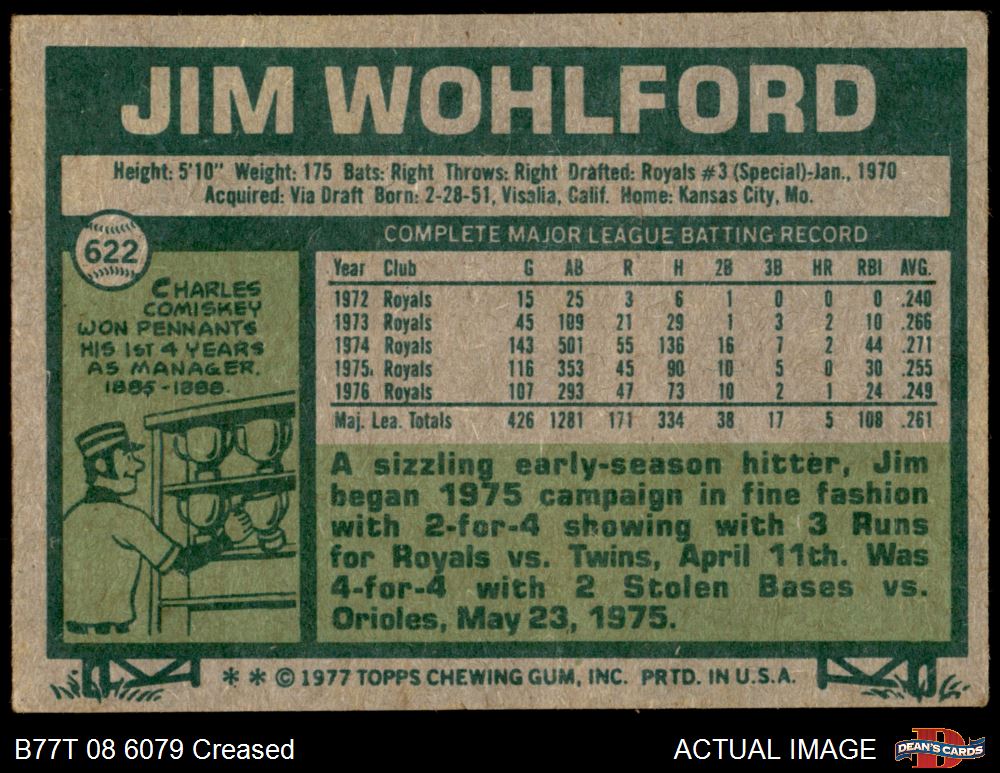 JIM WOHLFORD
Height: 5'10" Weight: 175 Bats: Right Throws: Right Drafted: Royals #3 (Special)-Jan., 1970
Acquired: Via Draft Born: 2-28-51, Visalia, Calif. Home: Kansas City, Mo.
622
CHARLES
COMISKEY
WON PENNANTS
HIS 1ST 4 YEARS
AS MANAGER.
1885-1888.
COMPLETE MAJOR LEAGUE BATTING RECORD
Year Club G AB R H 2B 3B HR RBI AVG.
1972 Royals 15 25 3 6 1 0 0 0 .240
1973 Royals 45 109 21 29 1 3 2 10 .266
1974 Royals 143 501 55 136 16 7 2 44 .271
1975 Royals 116 353 45 90 10 5 0 30 .255
1976 Royals 107 293 47 73 10 2 1 24 .249
Maj. Lea. Totals 426 1281 171 334 38 17 5 108 .261
A sizzling early-season hitter, Jim
began 1975 campaign in fine fashion
with 2-for-4 showing with 3 Runs
for Royals vs. Twins, April 11th. Was
4-for-4 with 2 Stolen Bases vs.
Orioles, May 23, 1975.
* * © 1977 TOPPS CHEWING GUM, INC. PRTD. IN U.S.A.
B77T 08 6079 Creased
ACTUAL IMAGE
DEAN'S CARDS